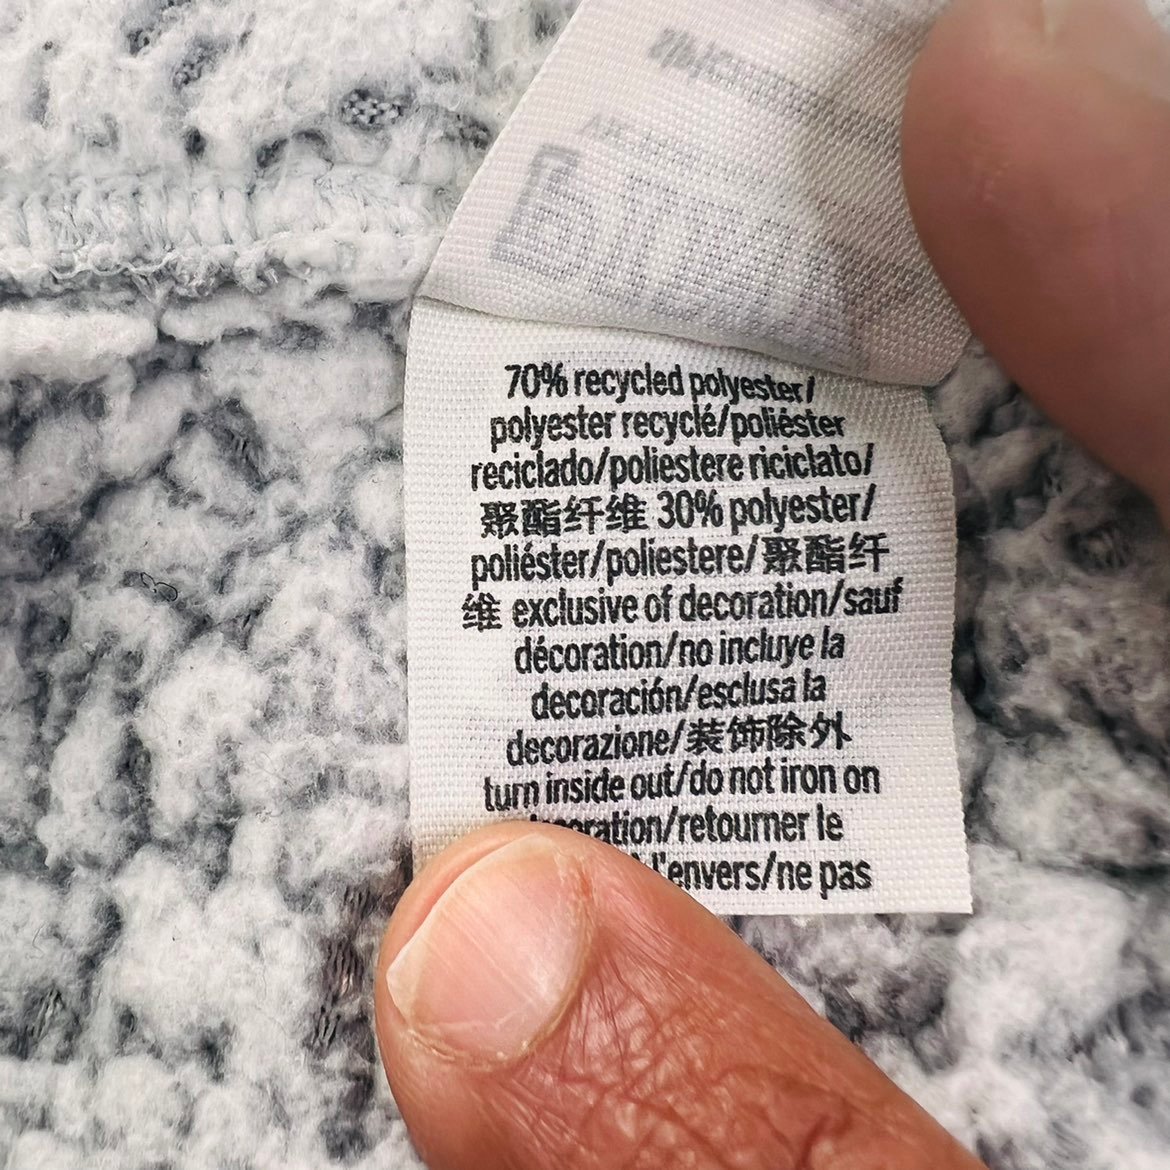 70% recycled polyester/
polyester recyclé/poliéster
reciclado/poliestere riciclato/
聚酯纤维 30% polyester/
poliéster/poliestere/聚酯纤
维 exclusive of decoration/sauf
décoration/no incluye la
decoración/esclusa la
decorazione/装饰除外
turn inside out/do not iron on
/retourner le
l'envers/ne pas